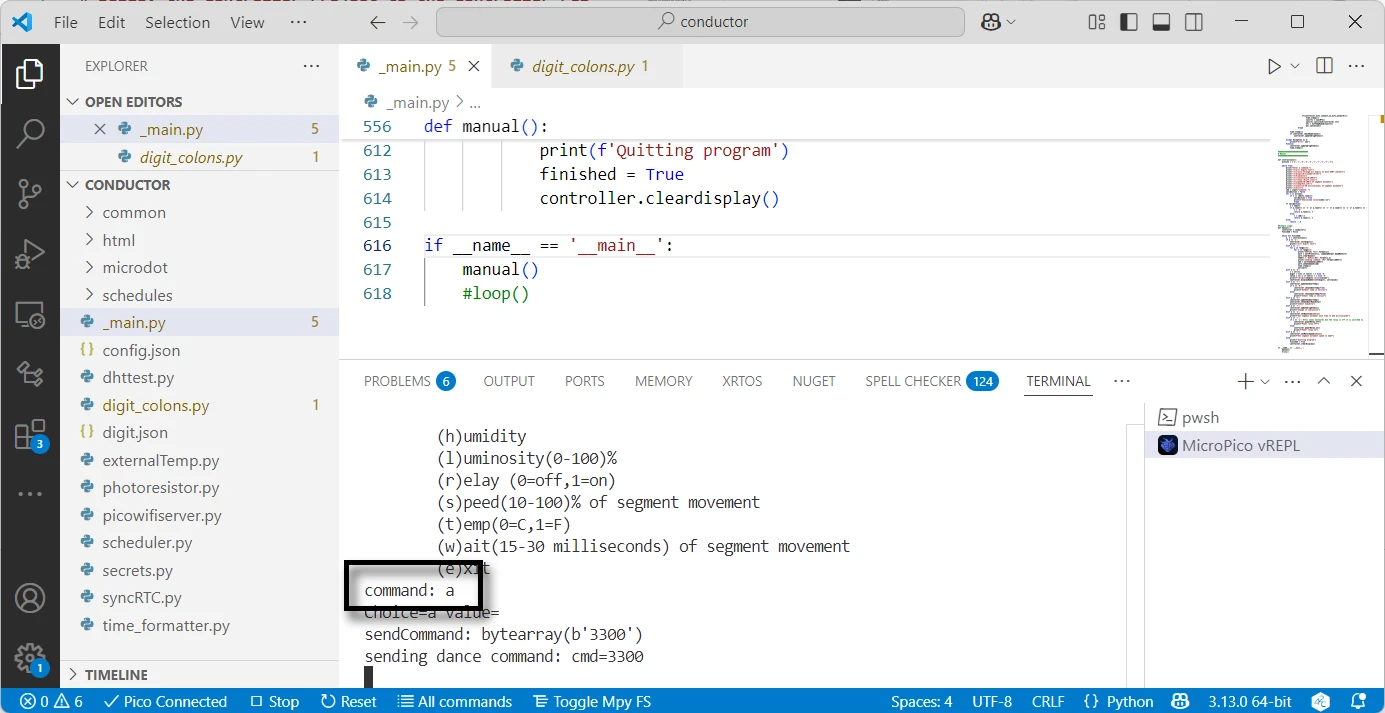 File Edit Selection View ··· conductor
EXPLORER ···
OPEN EDITORS
_main.py 5
digit_colons.py 1
CONDUCTOR
common
html
microdot
schedules
_main.py 5
config.json
dhttest.py
digit_colons.py 1
digit.json
externalTemp.py
photoresistor.py
picowifiserver.py
scheduler.py
secrets.py
syncRTC.py
time_formatter.py
TIMELINE
3
1
_main.py 5 digit_colons.py 1
_main.py > ...
556 def manual():
612 print(f'Quitting program')
613 finished = True
614 controller.cleardisplay()
615
616 if __name__ == '__main__':
617 manual()
618 #loop()
PROBLEMS 6 OUTPUT PORTS MEMORY XRTOS NUGET SPELL CHECKER 124 TERMINAL ···
(h)umidity
(l)uminosity(0-100)%
(r)elay (0=off,1=on)
(s)peed(10-100)% of segment movement
(t)emp(0=C,1=F)
(w)ait(15-30 milliseconds) of segment movement
(e)xit
command: a
Choice=a value=
sendCommand: bytearray(b'3300')
sending dance command: cmd=3300
pwsh
MicroPico vREPL
0 6 Pico Connected Stop Reset All commands Toggle Mpy FS Spaces: 4 UTF-8 CRLF {} Python 3.13.0 64-bit